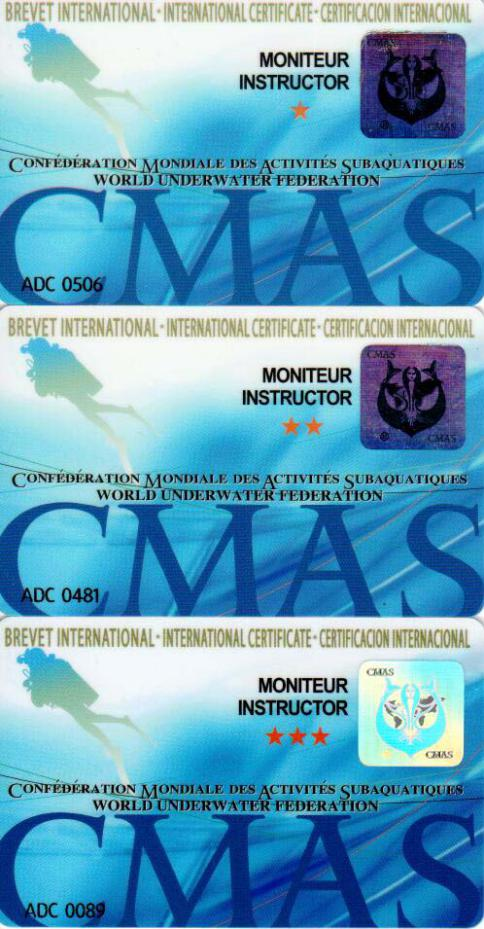 BREVET INTERNATIONAL - INTERNATIONAL CERTIFICATE - CERTIFICACION INTERNACIONAL
MONITEUR
INSTRUCTOR
CMAS
® CMAS
CONFÉDÉRATION MONDIALE DES ACTIVITÉS SUBAQUATIQUES
WORLD UNDERWATER FEDERATION
CMAS
ADC 0506
BREVET INTERNATIONAL - INTERNATIONAL CERTIFICATE - CERTIFICACION INTERNACIONAL
MONITEUR
INSTRUCTOR
CMAS
® CMAS
CONFÉDÉRATION MONDIALE DES ACTIVITÉS SUBAQUATIQUES
WORLD UNDERWATER FEDERATION
CMAS
ADC 0481
BREVET INTERNATIONAL - INTERNATIONAL CERTIFICATE - CERTIFICACION INTERNACIONAL
MONITEUR
INSTRUCTOR
CMAS
CMAS
CONFÉDÉRATION MONDIALE DES ACTIVITÉS SUBAQUATIQUES
WORLD UNDERWATER FEDERATION
CMAS
ADC 0089